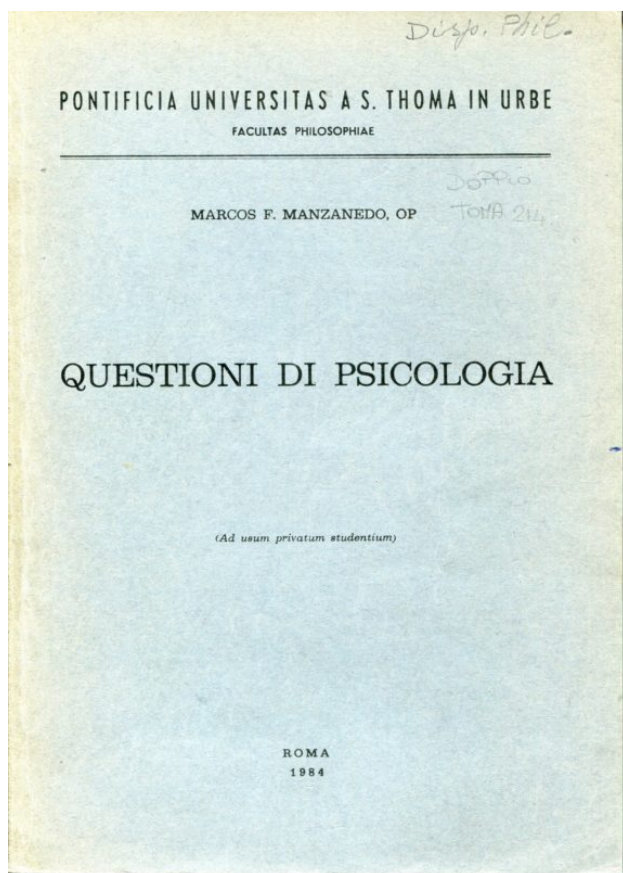 Disp. Phil.
PONTIFICIA UNIVERSITAS A S. THOMA IN URBE
FACULTAS PHILOSOPHIAE
DOPPIO
TOMA 214
MARCOS F. MANZANEDO, OP
QUESTIONI DI PSICOLOGIA
(Ad usum privatum studentium)
ROMA
1984